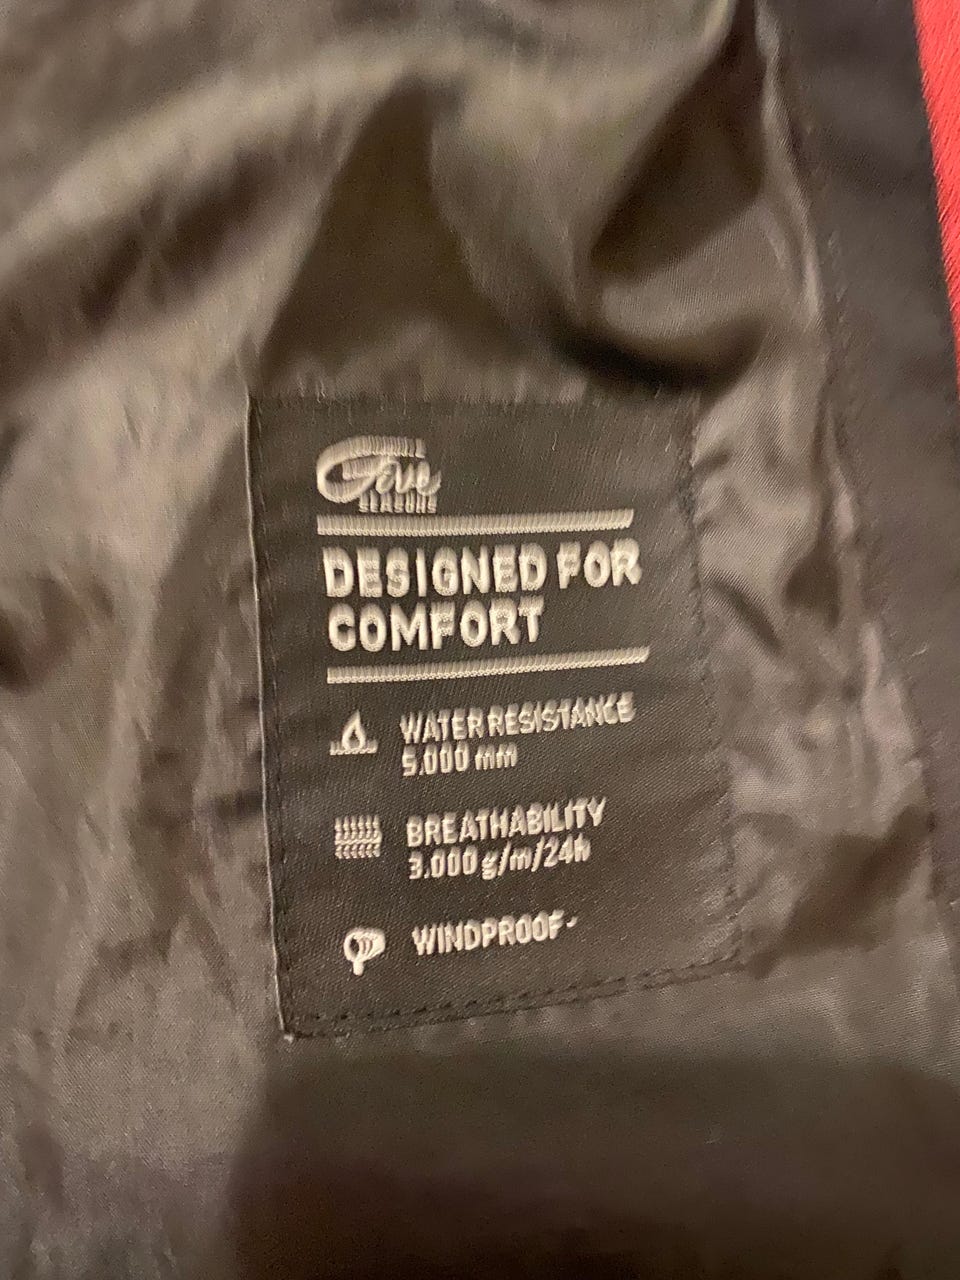 Five
SEASONS
DESIGNED FOR
COMFORT
WATER RESISTANCE
5.000 mm
BREATHABILITY
3.000 g/m/24h
WINDPROOF-